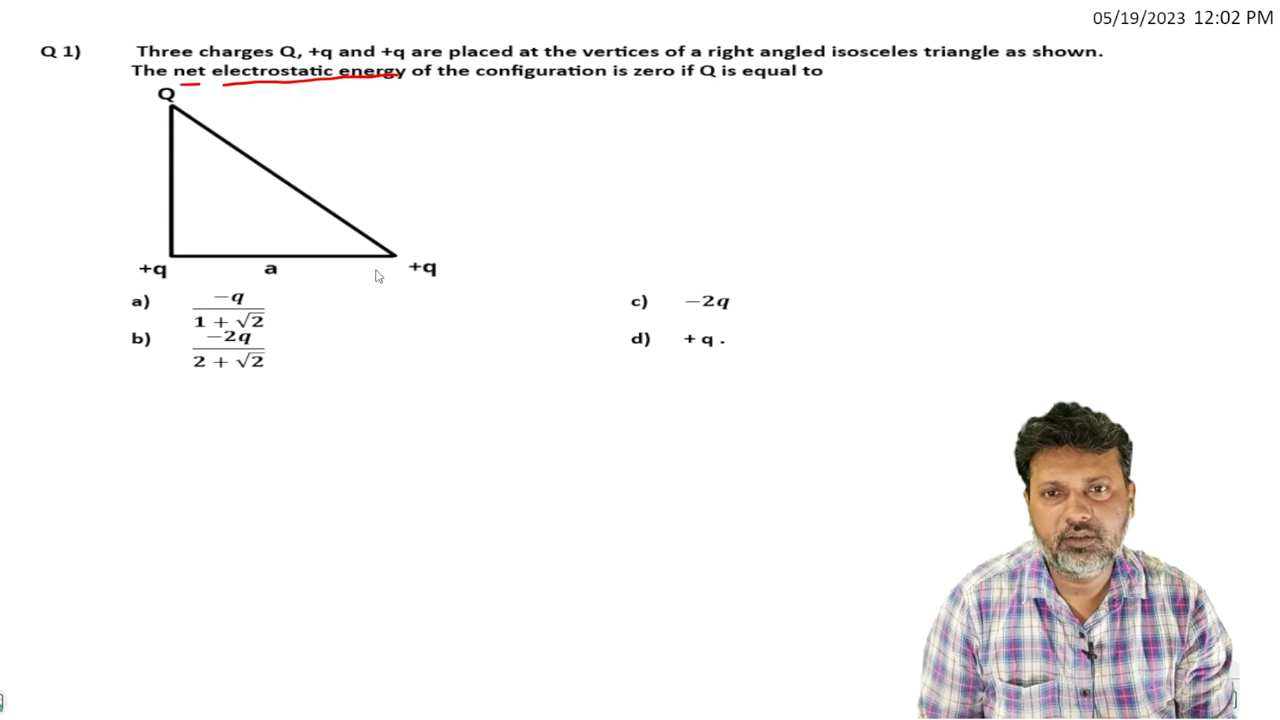 05/19/2023 12:02 PM
Q 1) Three charges Q, +q and +q are placed at the vertices of a right angled isosceles triangle as shown.
The net electrostatic energy of the configuration is zero if Q is equal to
Q
+q a +q
a) −q / 1 + √2 c) −2q
b) −2q / 2 + √2 d) + q .